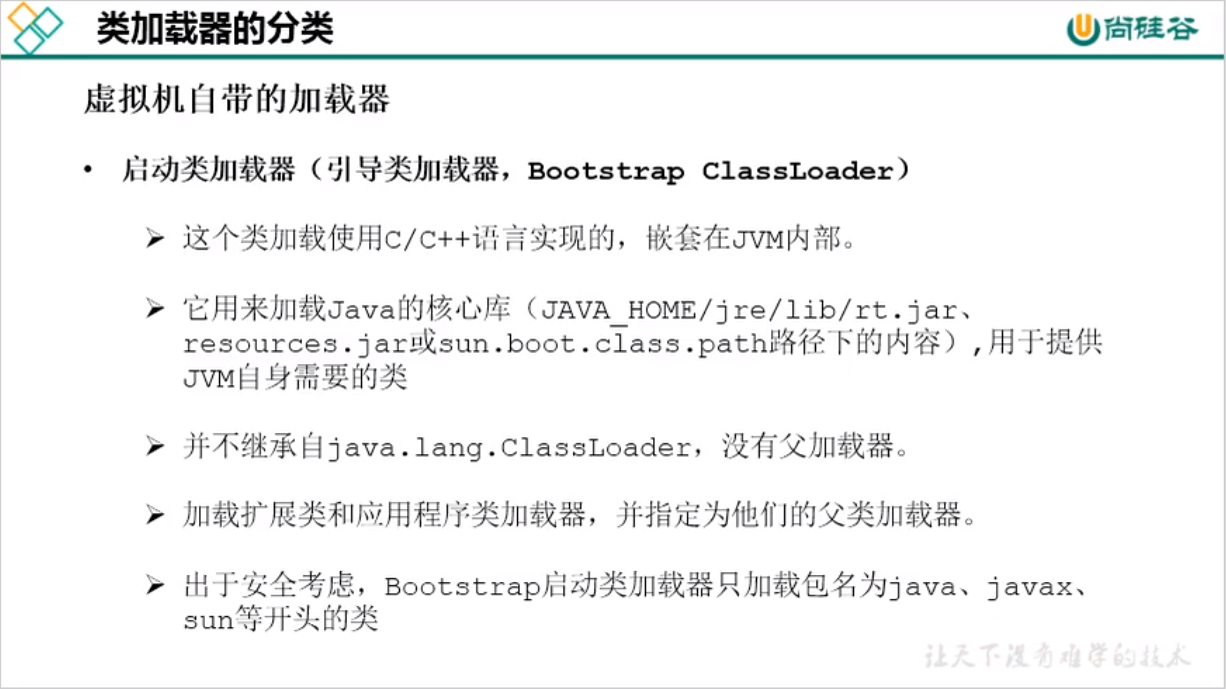 类加载器的分类
尚硅谷
虚拟机自带的加载器
• 启动类加载器（引导类加载器，Bootstrap ClassLoader）
➢ 这个类加载使用C/C++语言实现的，嵌套在JVM内部。
➢ 它用来加载Java的核心库（JAVA_HOME/jre/lib/rt.jar、
resources.jar或sun.boot.class.path路径下的内容）,用于提供
JVM自身需要的类
➢ 并不继承自java.lang.ClassLoader，没有父加载器。
➢ 加载扩展类和应用程序类加载器，并指定为他们的父类加载器。
➢ 出于安全考虑，Bootstrap启动类加载器只加载包名为java、javax、
sun等开头的类
让天下没有难学的技术